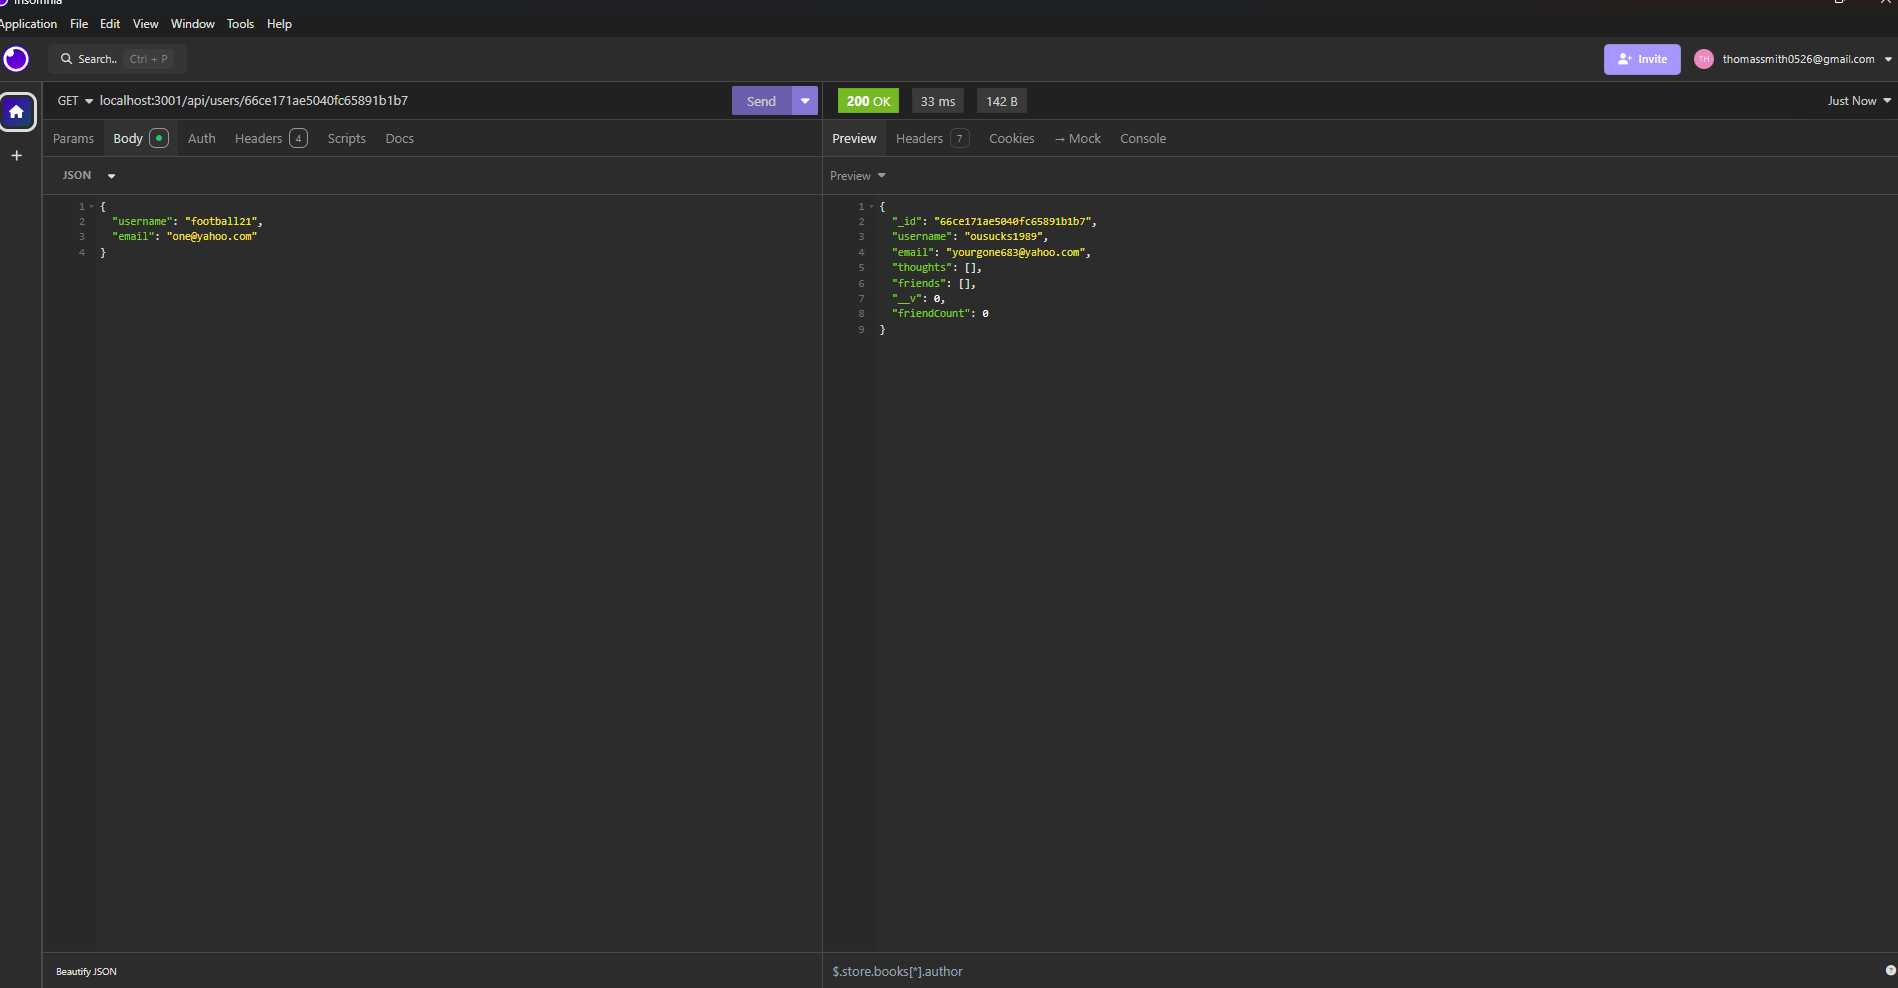 Insomnia
Application File Edit View Window Tools Help
Search.. Ctrl + P
Invite
TH
thomassmith0526@gmail.com
GET localhost:3001/api/users/66ce171ae5040fc65891b1b7
Send
200 OK
33 ms
142 B
Just Now
Params Body Auth Headers 4 Scripts Docs
Preview Headers 7 Cookies → Mock Console
JSON
Preview
1 {
2 "username": "football21",
3 "email": "one@yahoo.com"
4 }
1 {
2 "_id": "66ce171ae5040fc65891b1b7",
3 "username": "ousucks1989",
4 "email": "yourgone683@yahoo.com",
5 "thoughts": [],
6 "friends": [],
7 "__v": 0,
8 "friendCount": 0
9 }
Beautify JSON
$.store.books[*].author
?